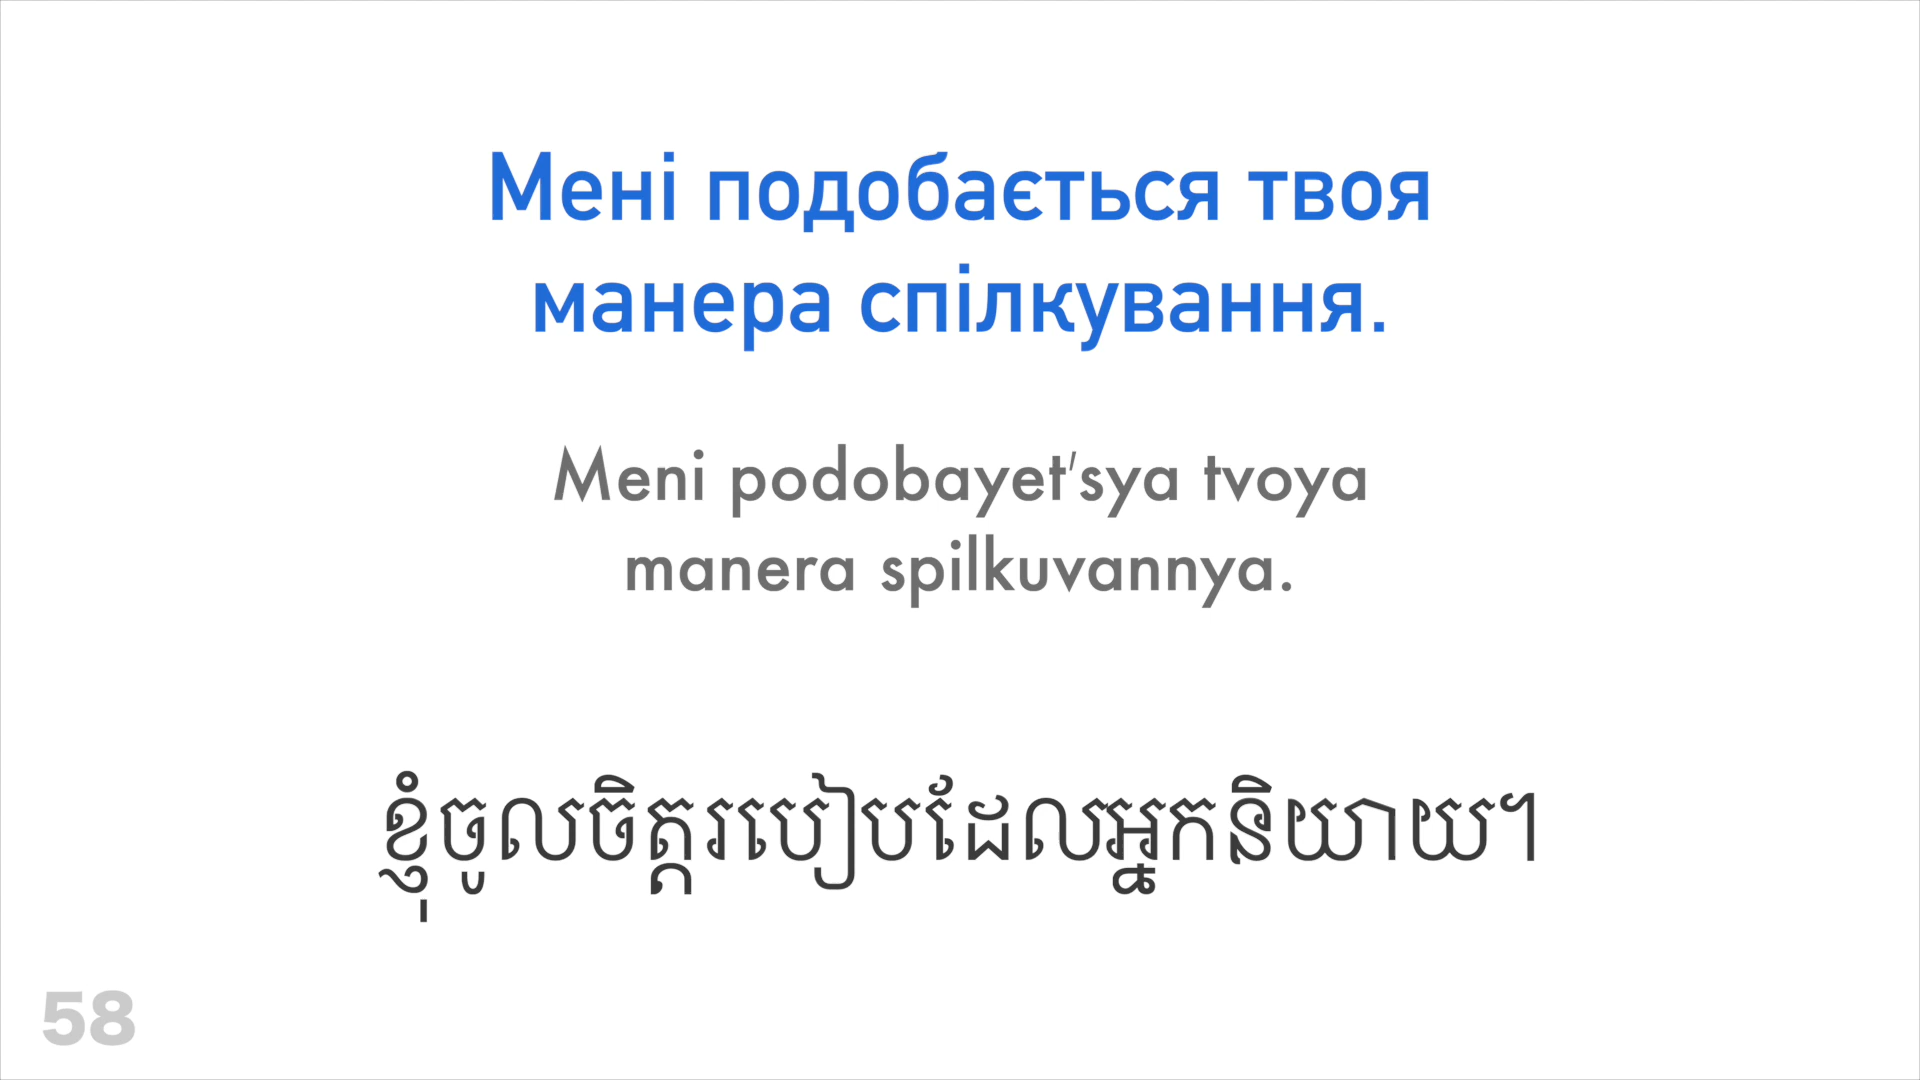 Мені подобається твоя
манера спілкування.
Meni podobayet'sya tvoya
manera spilkuvannya.
ខ្ញុំចូលចិត្តរបៀបដែលអ្នកនិយាយ។
58